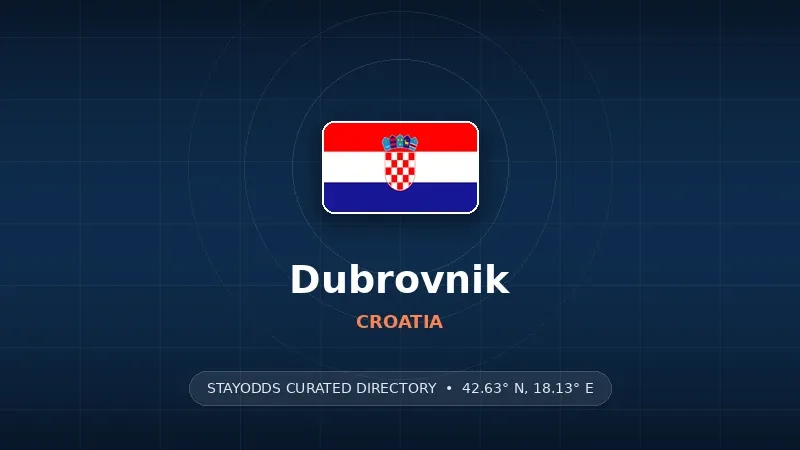 Dubrovnik
CROATIA
STAYODDS CURATED DIRECTORY • 42.63° N, 18.13° E